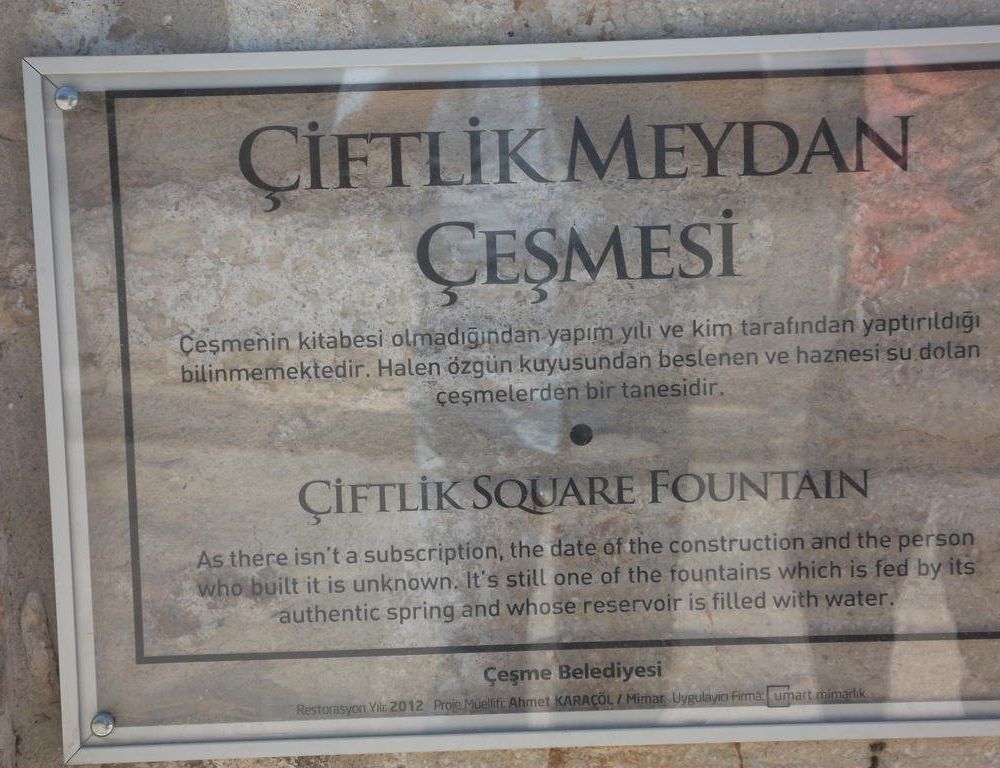 ÇİFTLİK MEYDAN
ÇEŞMESİ
Çeşmenin kitabesi olmadığından yapım yılı ve kim tarafından yaptırıldığı
bilinmemektedir. Halen özgün kuyusundan beslenen ve haznesi su dolan
çeşmelerden bir tanesidir.
ÇİFTLİK SQUARE FOUNTAIN
As there isn't a subscription, the date of the construction and the person
who built it is unknown. It's still one of the fountains which is fed by its
authentic spring and whose reservoir is filled with water.
Çeşme Belediyesi
Restorasyon Yılı: 2012 Proje Müellifi: Ahmet KARAÇÖL / Mimar Uygulayıcı Firma: umart mimarlık